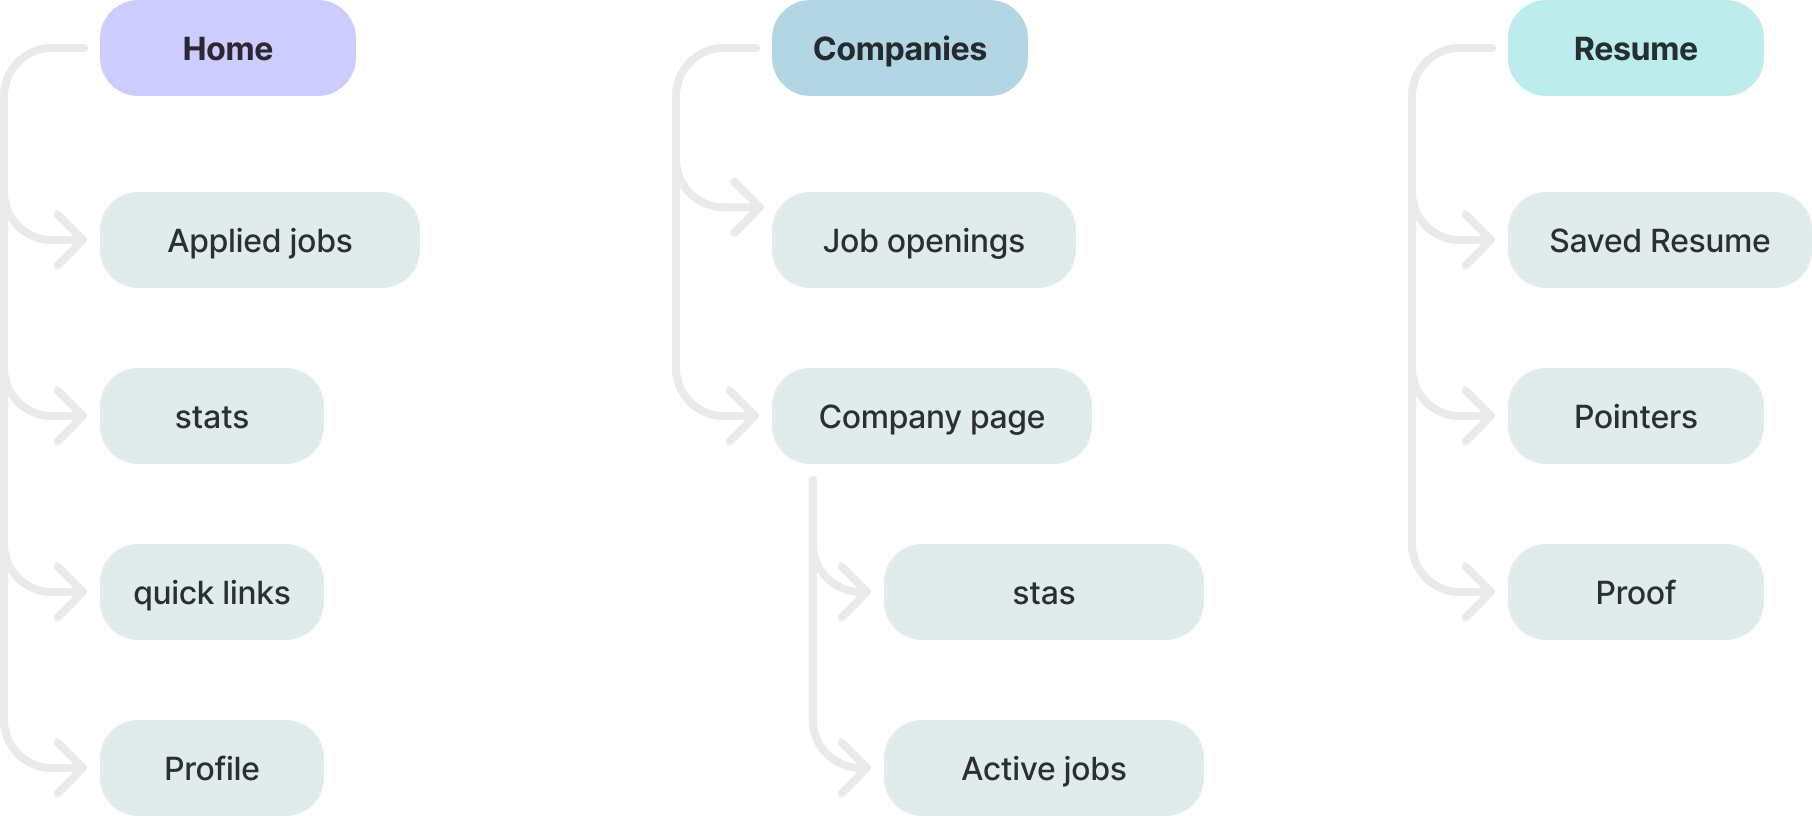 Home
Applied jobs
stats
quick links
Profile
Companies
Job openings
Company page
stas
Active jobs
Resume
Saved Resume
Pointers
Proof